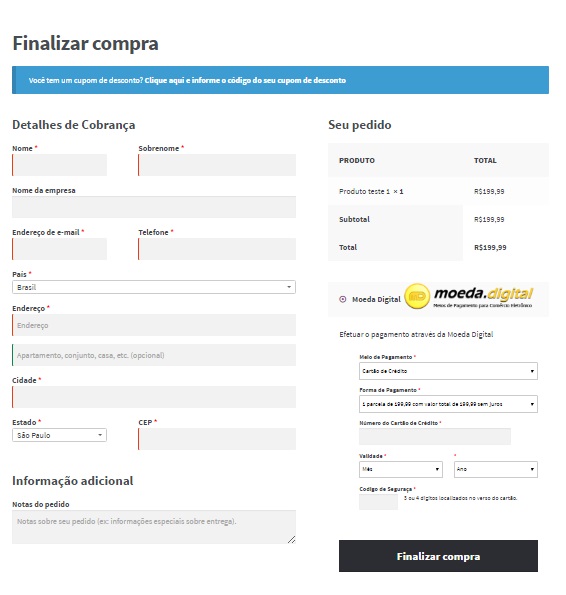 Finalizar compra
Você tem um cupom de desconto? Clique aqui e informe o código do seu cupom de desconto
Detalhes de Cobrança
Nome *
Sobrenome *
Nome da empresa
Endereço de e-mail *
Telefone *
País *
Brasil
Endereço *
Endereço
Apartamento, conjunto, casa, etc. (opcional)
Cidade *
Estado *
CEP *
São Paulo
Informação adicional
Notas do pedido
Notas sobre seu pedido (ex: informações especiais sobre entrega).
Seu pedido
PRODUTO TOTAL
Produto teste 1 × 1 R$199,99
Subtotal R$199,99
Total R$199,99
Moeda Digital
moeda.digital
Meios de Pagamento para Comércio Eletrônico
Efetuar o pagamento através da Moeda Digital
Meio de Pagamento *
Cartão de Crédito
Forma de Pagamento *
1 parcela de 199,99 com valor total de 199,99 sem juros
Número do Cartão de Crédito *
Validade * *
Mês Ano
Codigo de Seguraça *
3 ou 4 dígitos localizados no verso do cartão.
Finalizar compra